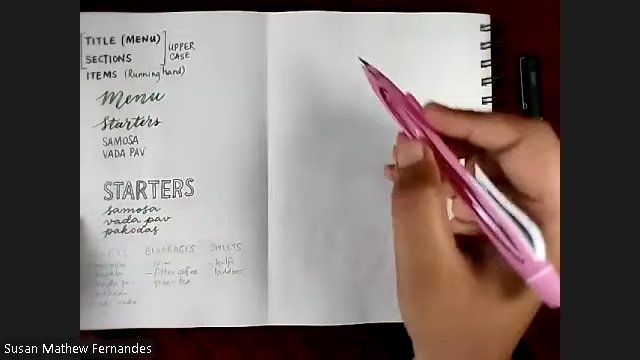 TITLE (MENU)
SECTIONS
UPPER
CASE
ITEMS (Running hand)
Menu
Starters
SAMOSA
VADA PAV
STARTERS
samosa
vada pav
pakodas
BEVERAGES
SWEETS
- filter coffee
- kulfi
green tea
laddoos
Susan Mathew Fernandes